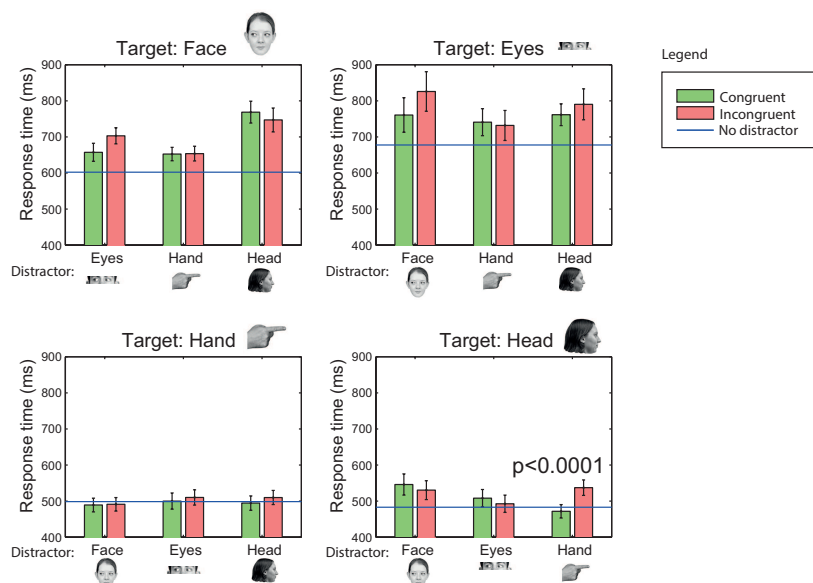 Target: Face
Response time (ms)
900
800
700
600
500
400
Eyes
Hand
Head
Distractor:
Target: Eyes
Response time (ms)
900
800
700
600
500
400
Face
Hand
Head
Distractor:
Legend
Congruent
Incongruent
No distractor
Target: Hand
Response time (ms)
900
800
700
600
500
400
Face
Eyes
Head
Distractor:
Target: Head
Response time (ms)
900
800
700
600
500
400
p<0.0001
Face
Eyes
Hand
Distractor: